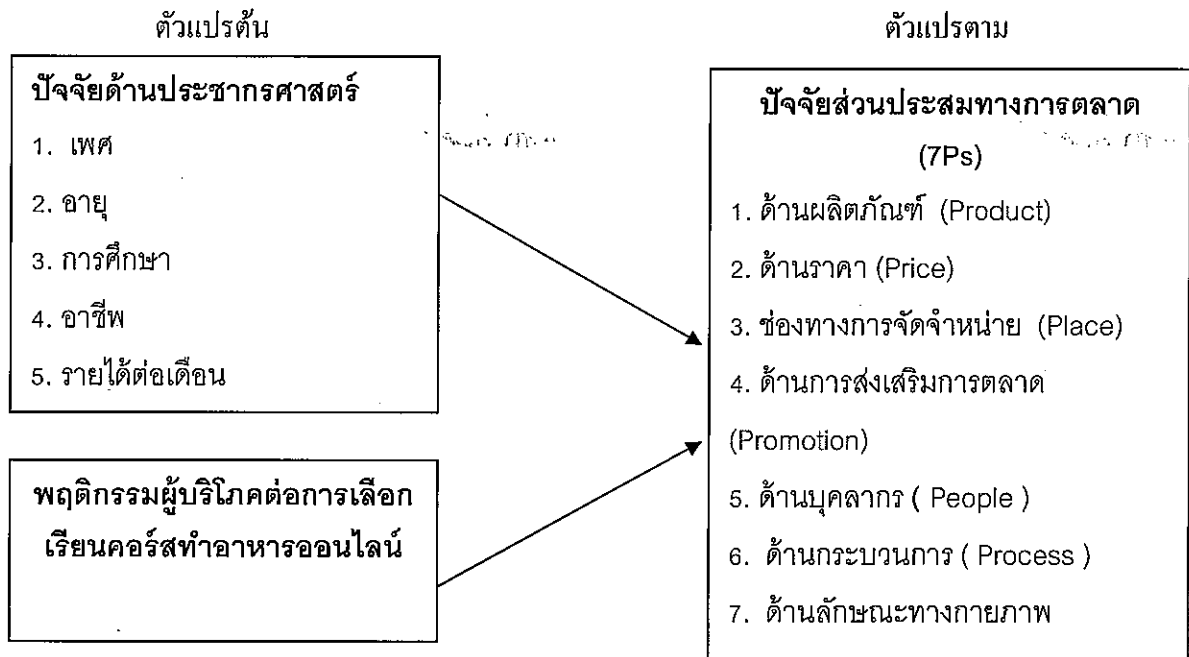 ตัวแปรต้น
ปัจจัยด้านประชากรศาสตร์
1. เพศ
2. อายุ
3. การศึกษา
4. อาชีพ
5. รายได้ต่อเดือน
พฤติกรรมผู้บริโภคต่อการเลือก
เรียนคอร์สทำอาหารออนไลน์
ตัวแปรตาม
ปัจจัยส่วนประสมทางการตลาด
(7Ps)
1. ด้านผลิตภัณฑ์ (Product)
2. ด้านราคา (Price)
3. ช่องทางการจัดจำหน่าย (Place)
4. ด้านการส่งเสริมการตลาด
(Promotion)
5. ด้านบุคลากร ( People )
6. ด้านกระบวนการ ( Process )
7. ด้านลักษณะทางกายภาพ